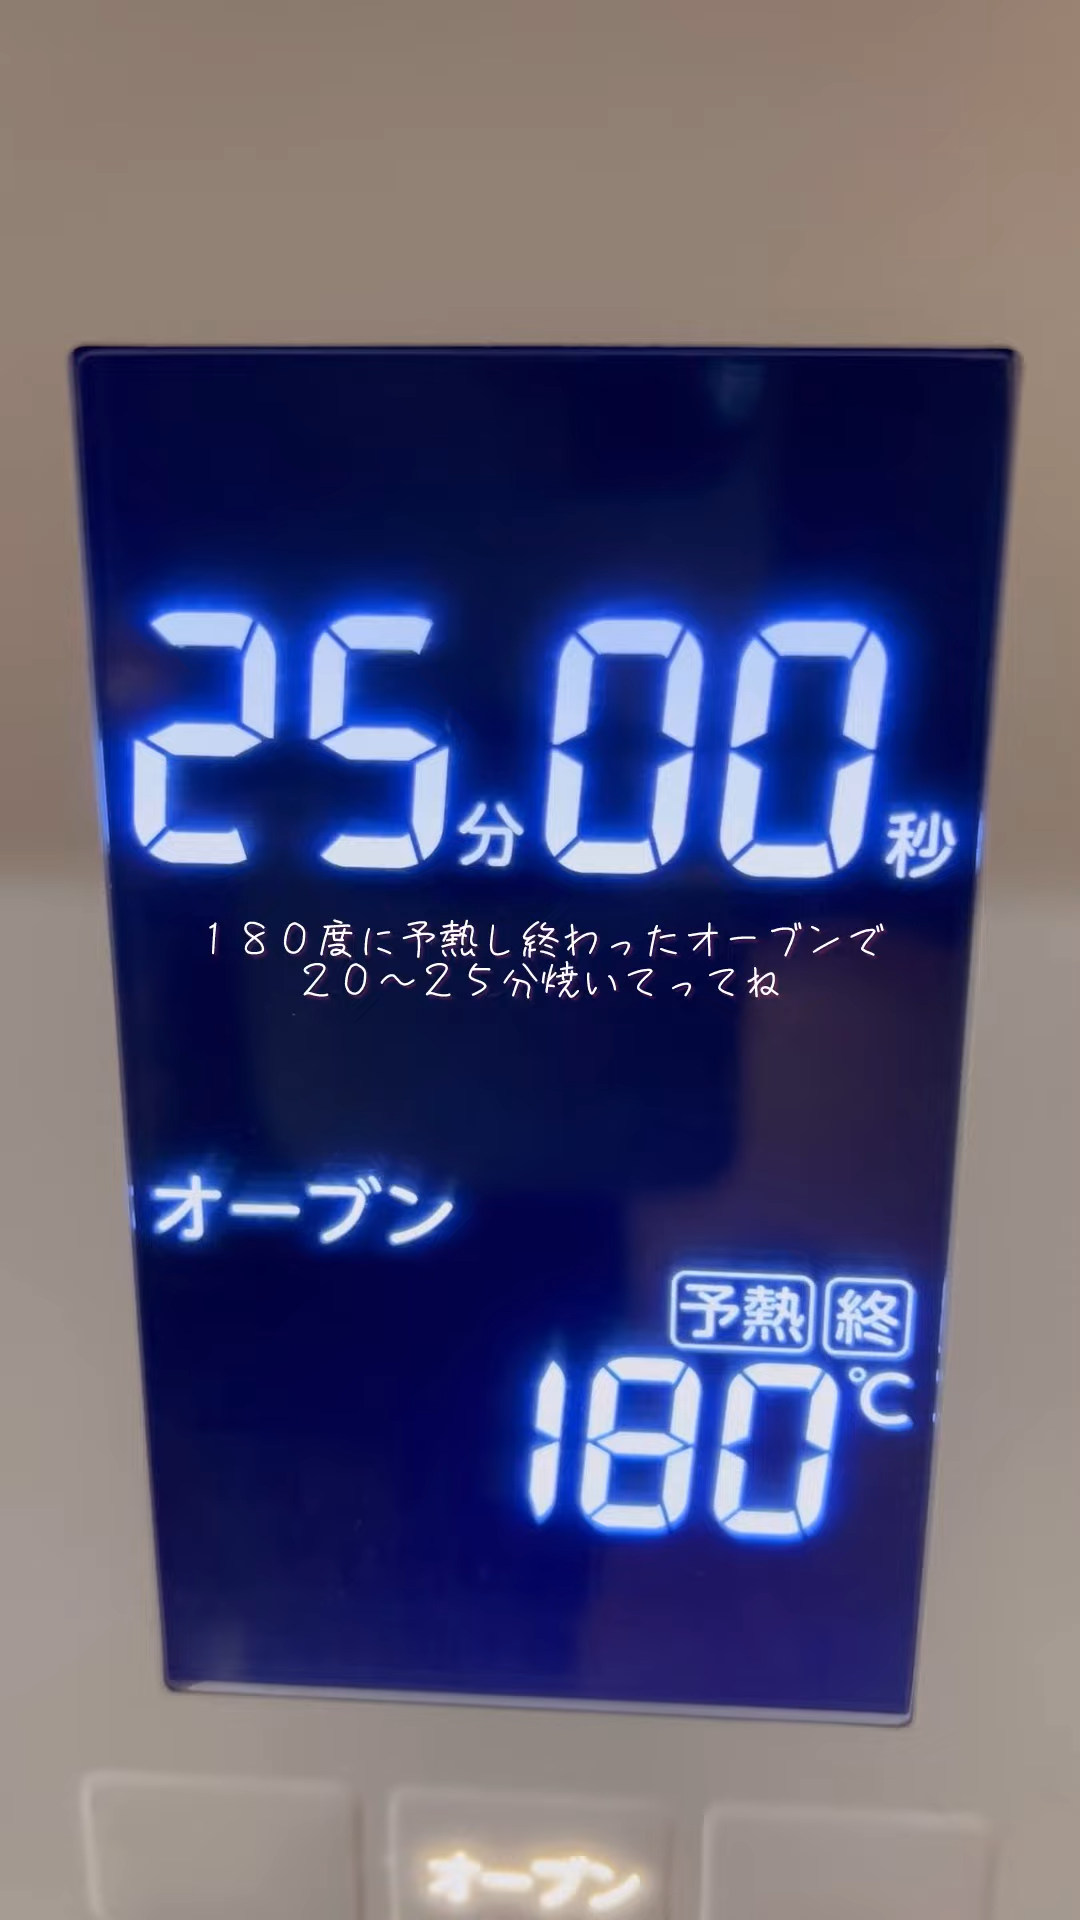 25分00秒
１８０度に予熱し終わったオーブンで
２０〜２５分焼いてってね
オーブン
予熱 終
180℃
オーブン